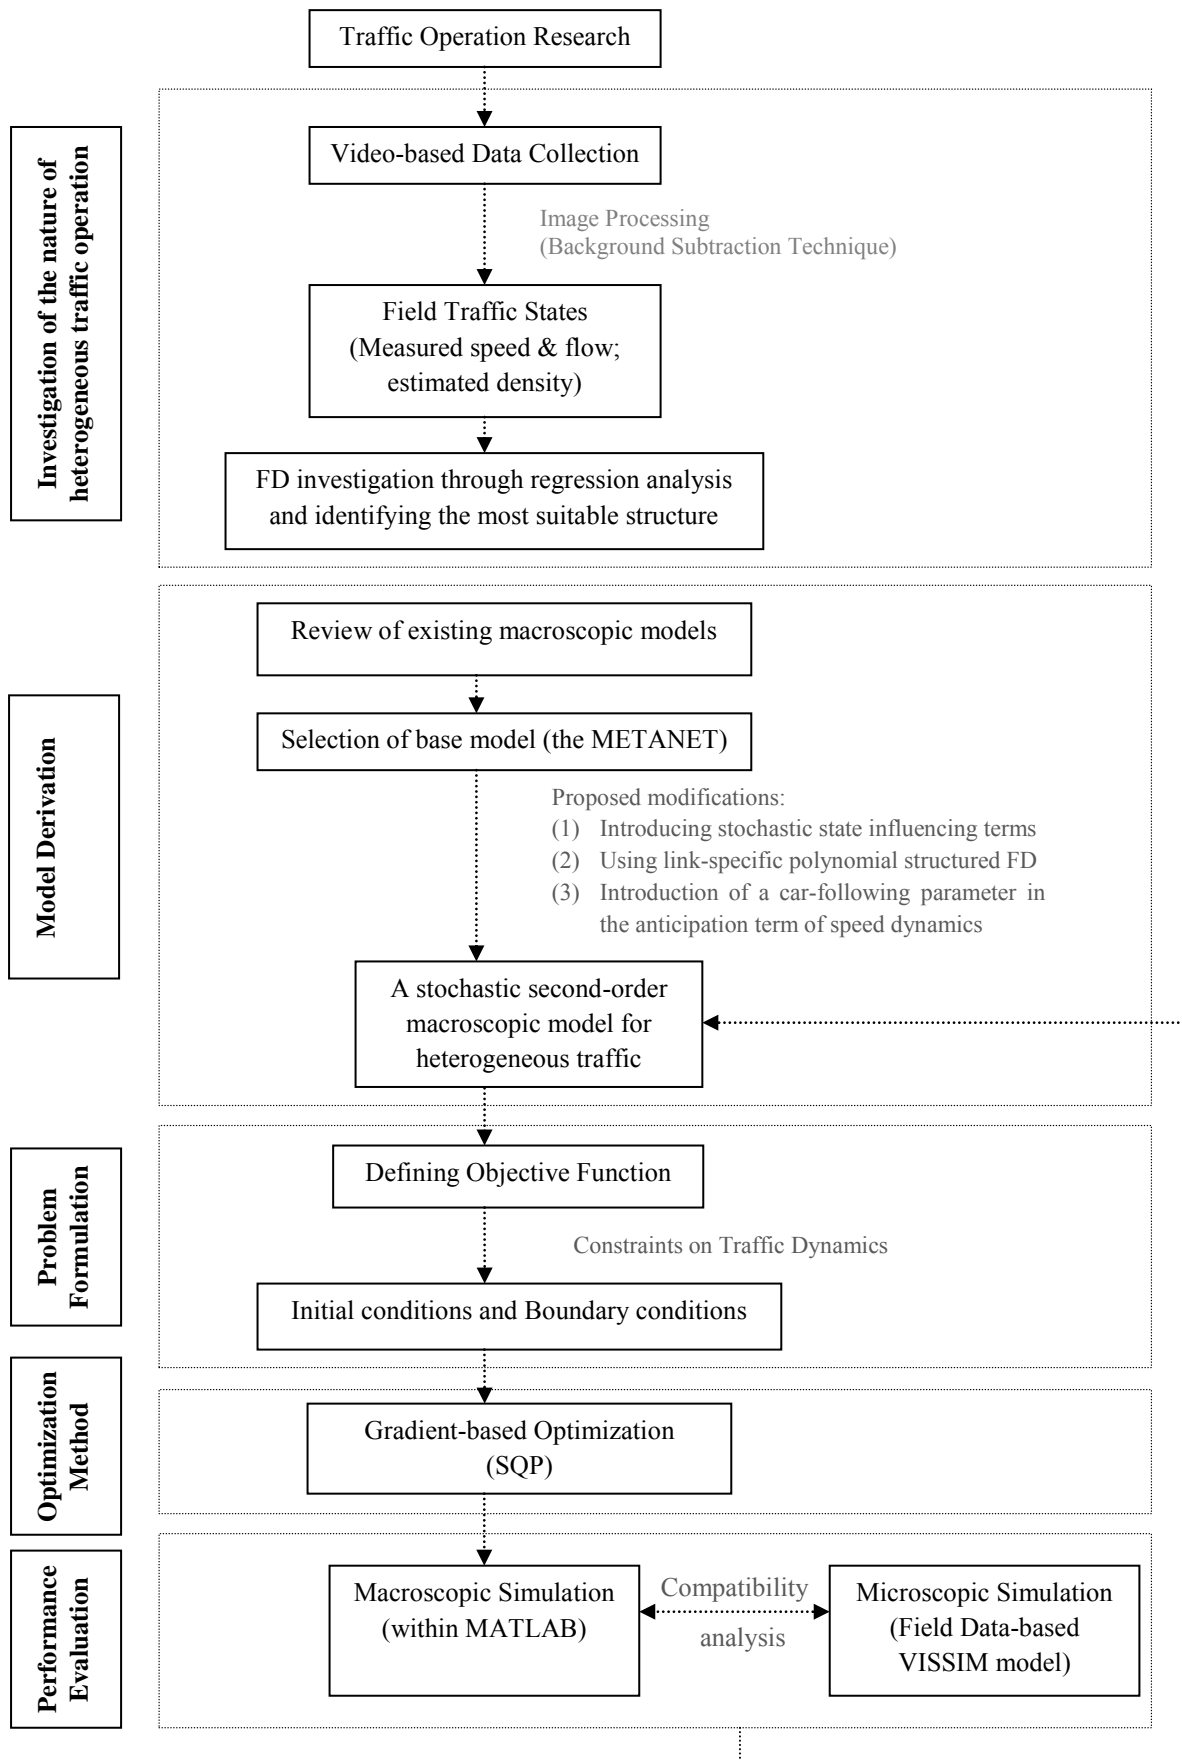 Traffic Operation Research
Investigation of the nature of
heterogeneous traffic operation
Video-based Data Collection
Image Processing
(Background Subtraction Technique)
Field Traffic States
(Measured speed & flow;
estimated density)
FD investigation through regression analysis
and identifying the most suitable structure
Model Derivation
Review of existing macroscopic models
Selection of base model (the METANET)
Proposed modifications:
(1) Introducing stochastic state influencing terms
(2) Using link-specific polynomial structured FD
(3) Introduction of a car-following parameter in
the anticipation term of speed dynamics
A stochastic second-order
macroscopic model for
heterogeneous traffic
Problem
Formulation
Defining Objective Function
Constraints on Traffic Dynamics
Initial conditions and Boundary conditions
Optimization
Method
Gradient-based Optimization
(SQP)
Performance
Evaluation
Macroscopic Simulation
(within MATLAB)
Compatibility
analysis
Microscopic Simulation
(Field Data-based
VISSIM model)